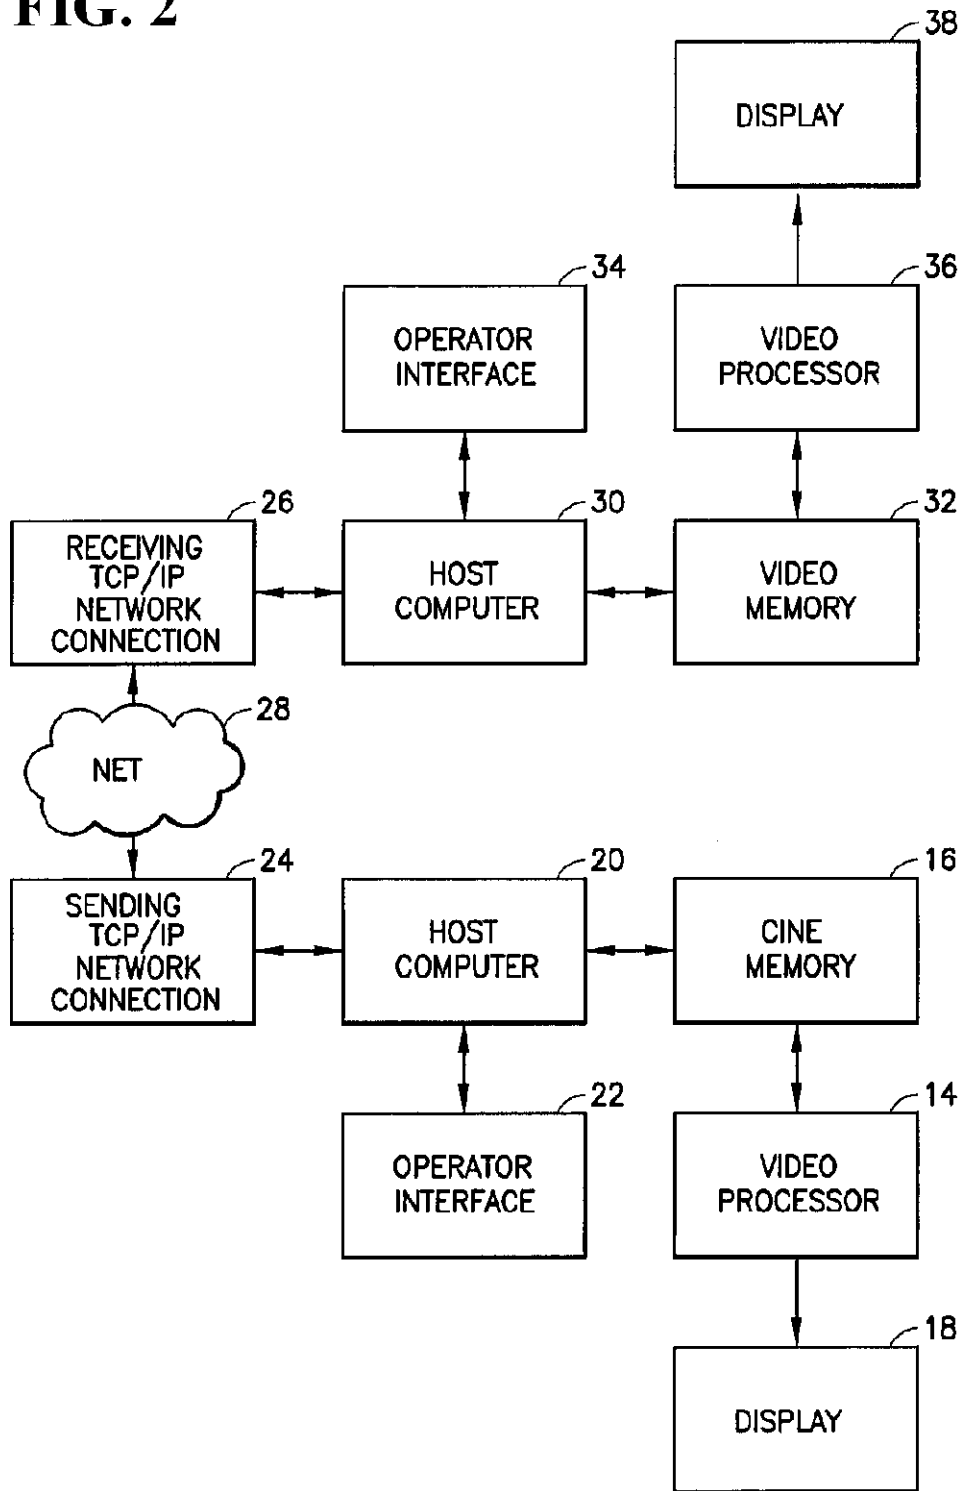 FIG. 2
38
DISPLAY
34
OPERATOR
INTERFACE
36
VIDEO
PROCESSOR
26
RECEIVING
TCP/IP
NETWORK
CONNECTION
30
HOST
COMPUTER
32
VIDEO
MEMORY
28
NET
24
SENDING
TCP/IP
NETWORK
CONNECTION
20
HOST
COMPUTER
16
CINE
MEMORY
22
OPERATOR
INTERFACE
14
VIDEO
PROCESSOR
18
DISPLAY